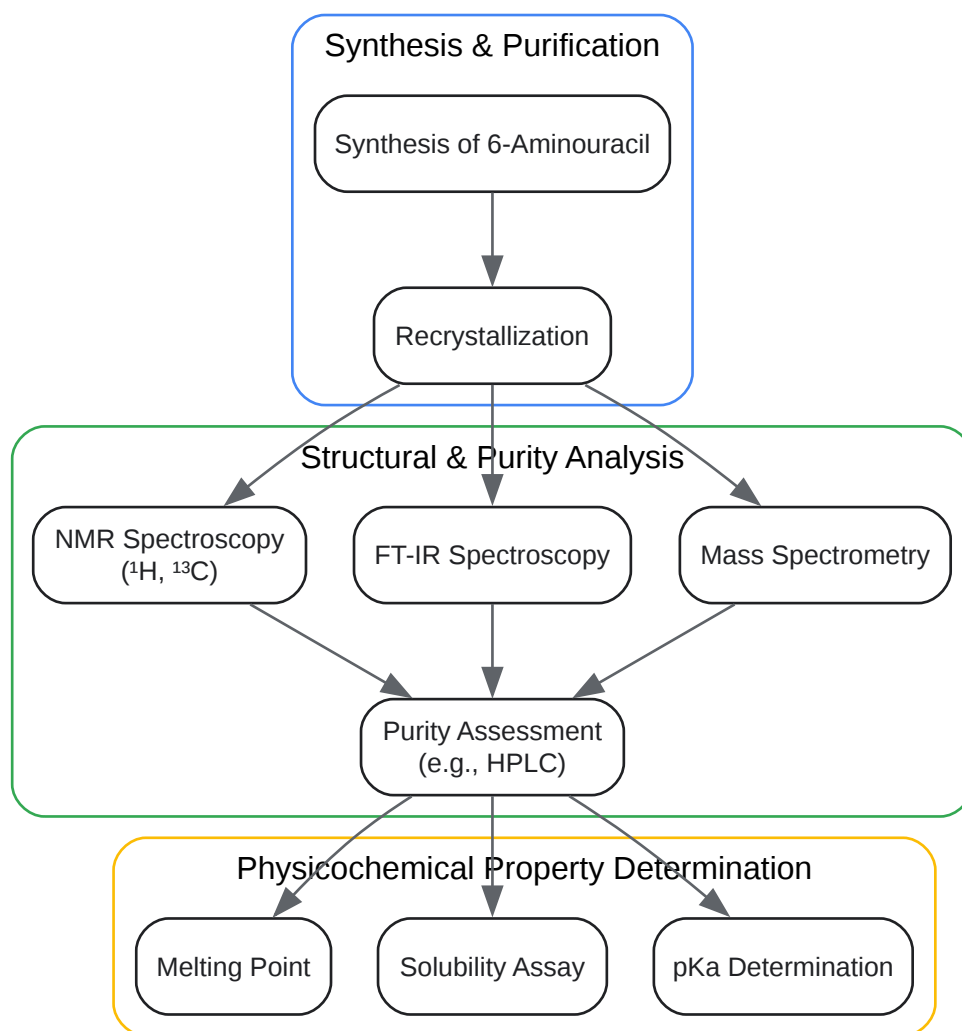 Synthesis & Purification
Synthesis of 6-Aminouracil
Recrystallization
Structural & Purity Analysis
NMR Spectroscopy
(¹H, ¹³C)
FT-IR Spectroscopy
Mass Spectrometry
Purity Assessment
(e.g., HPLC)
Physicochemical Property Determination
Melting Point
Solubility Assay
pKa Determination